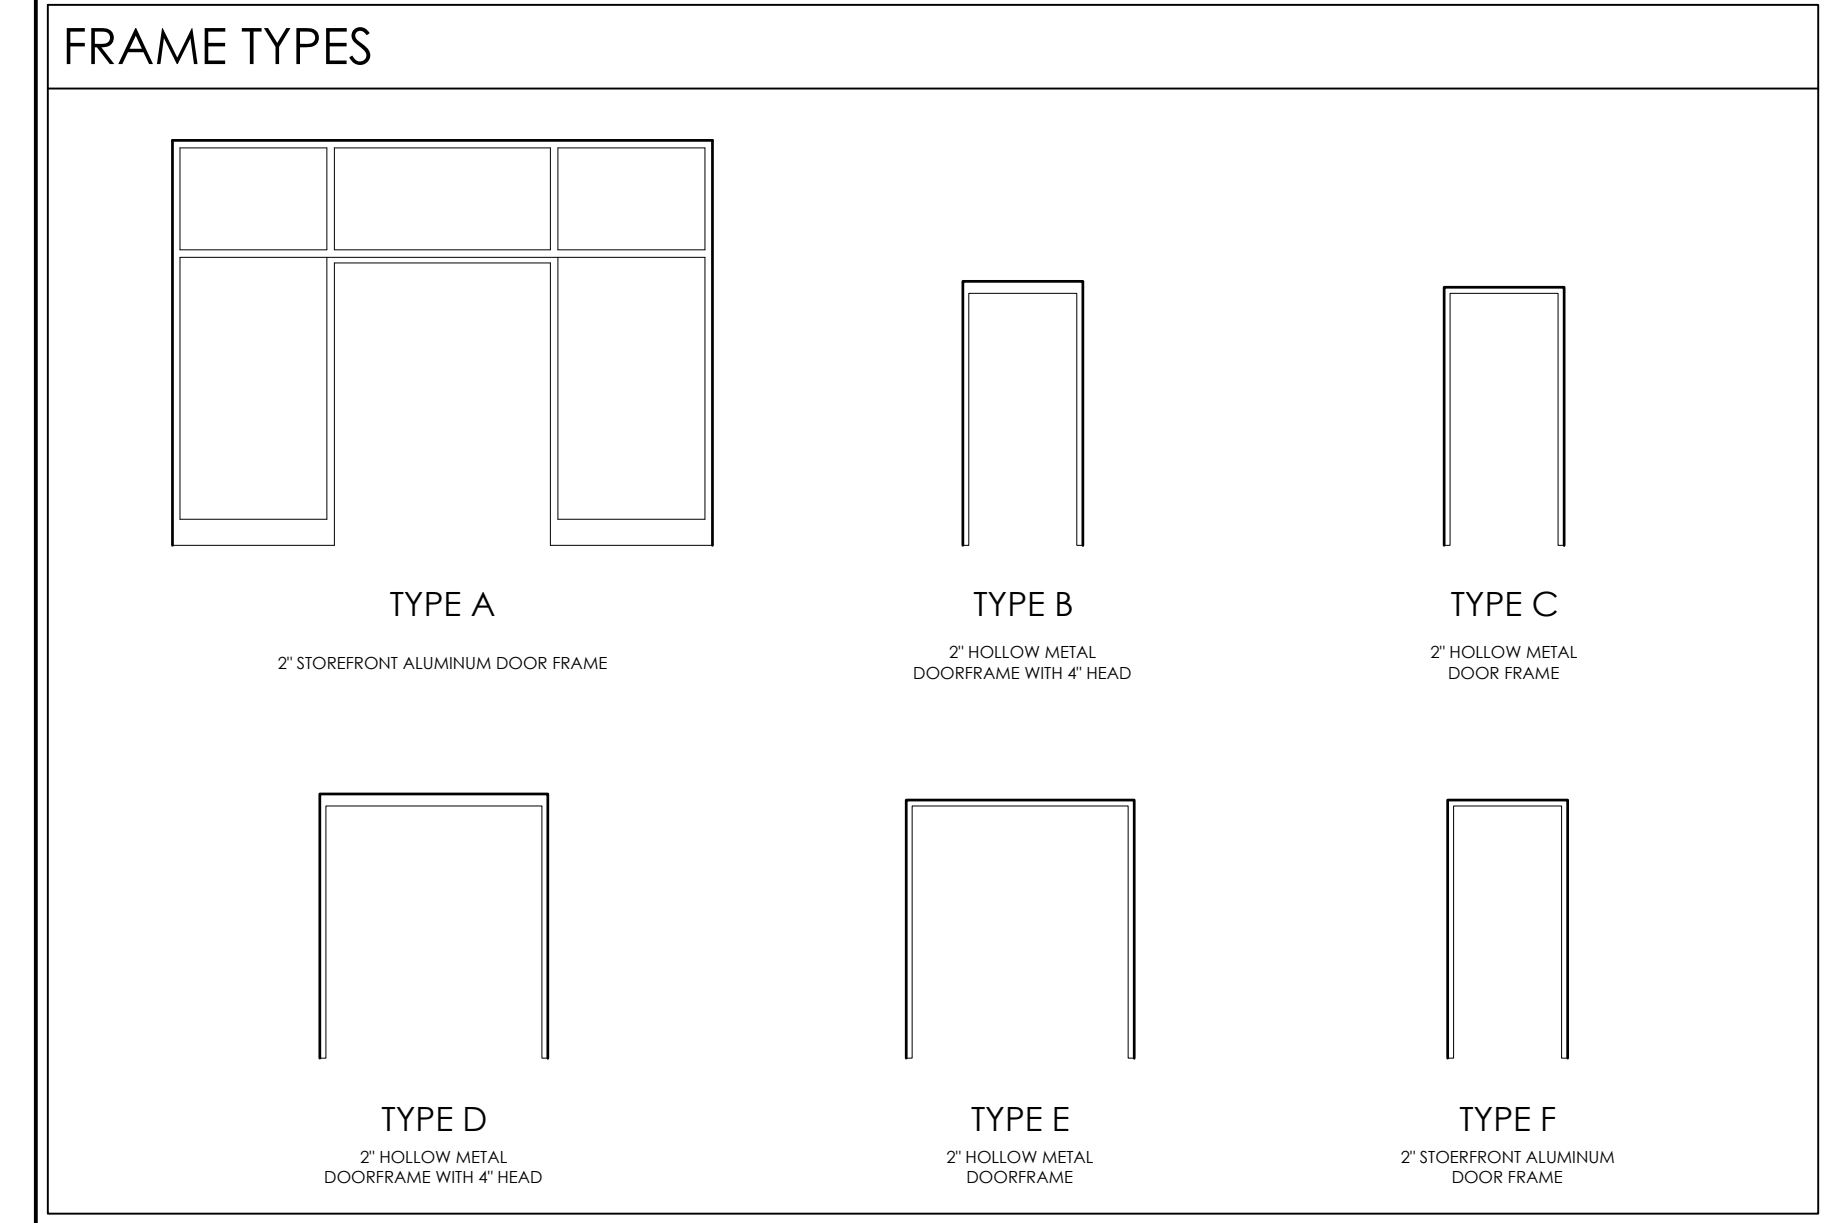 FRAME TYPES
TYPE A
2" STOREFRONT ALUMINUM DOOR FRAME
TYPE B
2" HOLLOW METAL
DOORFRAME WITH 4" HEAD
TYPE C
2" HOLLOW METAL
DOOR FRAME
TYPE D
2" HOLLOW METAL
DOORFRAME WITH 4" HEAD
TYPE E
2" HOLLOW METAL
DOORFRAME
TYPE F
2" STOERFRONT ALUMINUM
DOOR FRAME